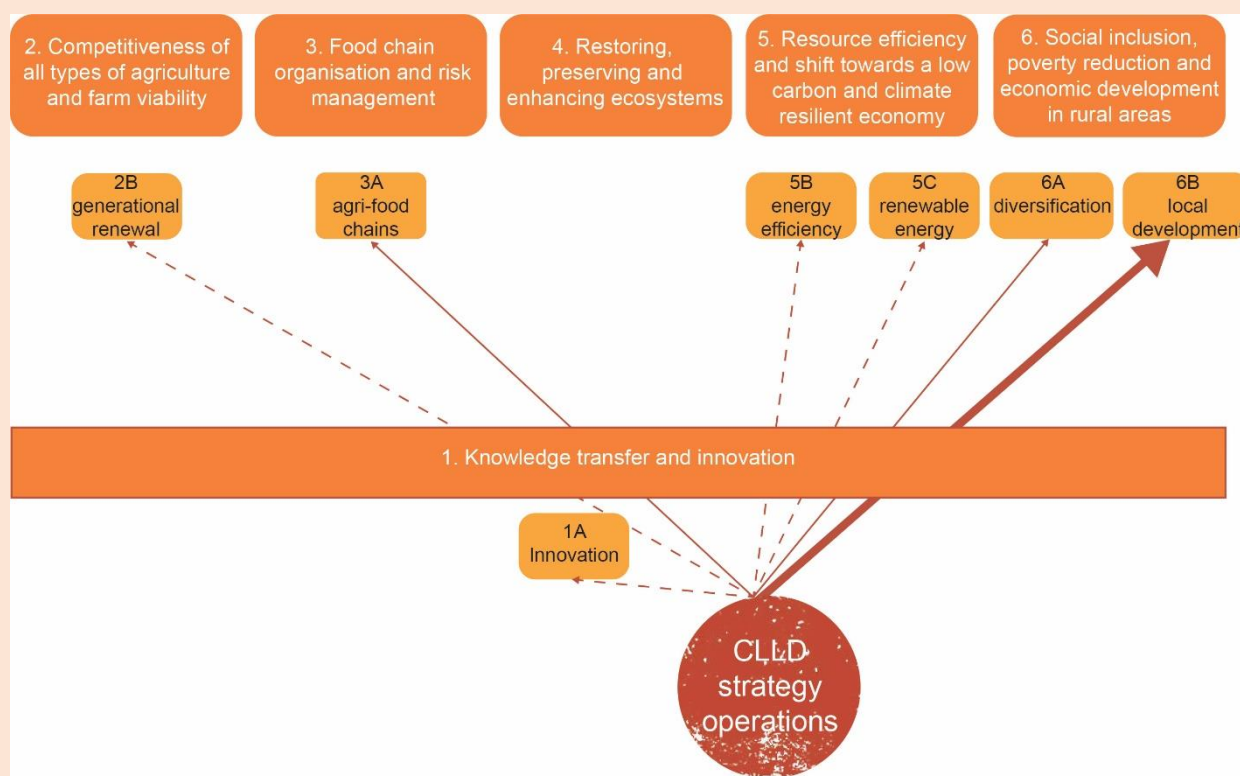 2. Competitiveness of
all types of agriculture
and farm viability
3. Food chain
organisation and risk
management
4. Restoring,
preserving and
enhancing ecosystems
5. Resource efficiency
and shift towards a low
carbon and climate
resilient economy
6. Social inclusion,
poverty reduction and
economic development
in rural areas
2B
generational
renewal
3A
agri-food
chains
5B
energy
efficiency
5C
renewable
energy
6A
diversification
6B
local
development
1. Knowledge transfer and innovation
1A
Innovation
CLLD
strategy
operations